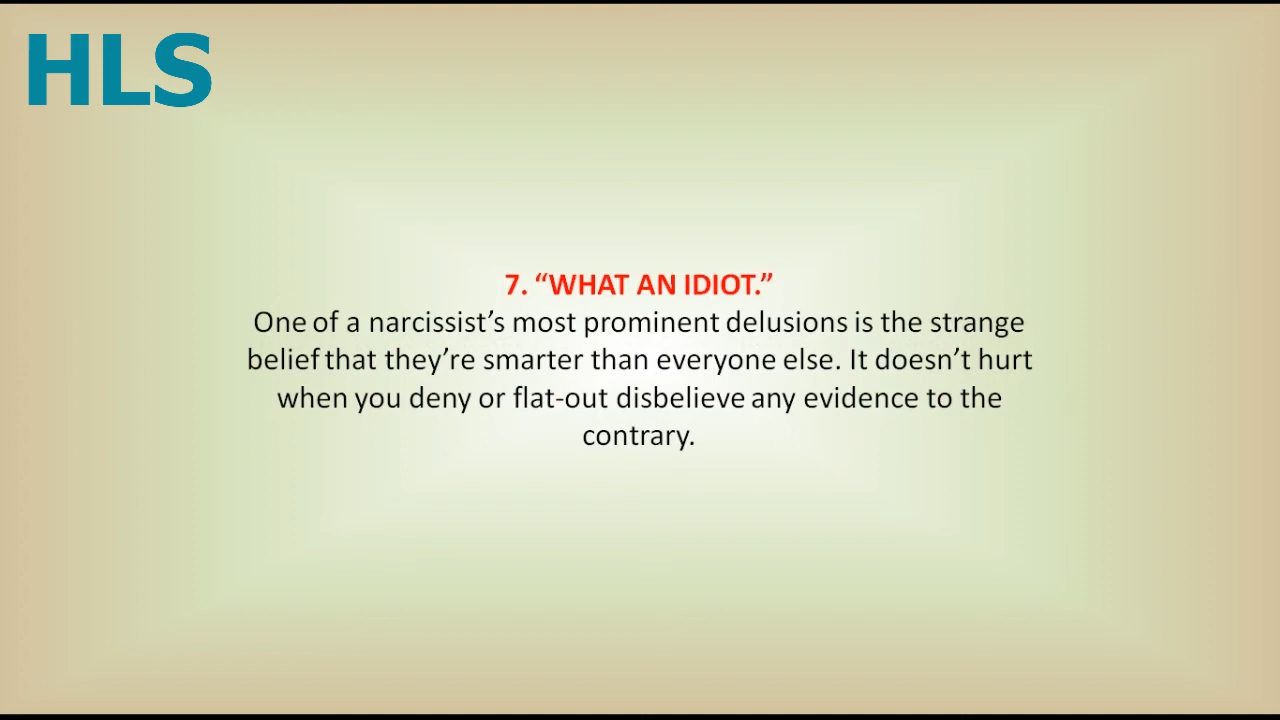 HLS
7. “WHAT AN IDIOT.”
One of a narcissist’s most prominent delusions is the strange
belief that they’re smarter than everyone else. It doesn’t hurt
when you deny or flat-out disbelieve any evidence to the
contrary.